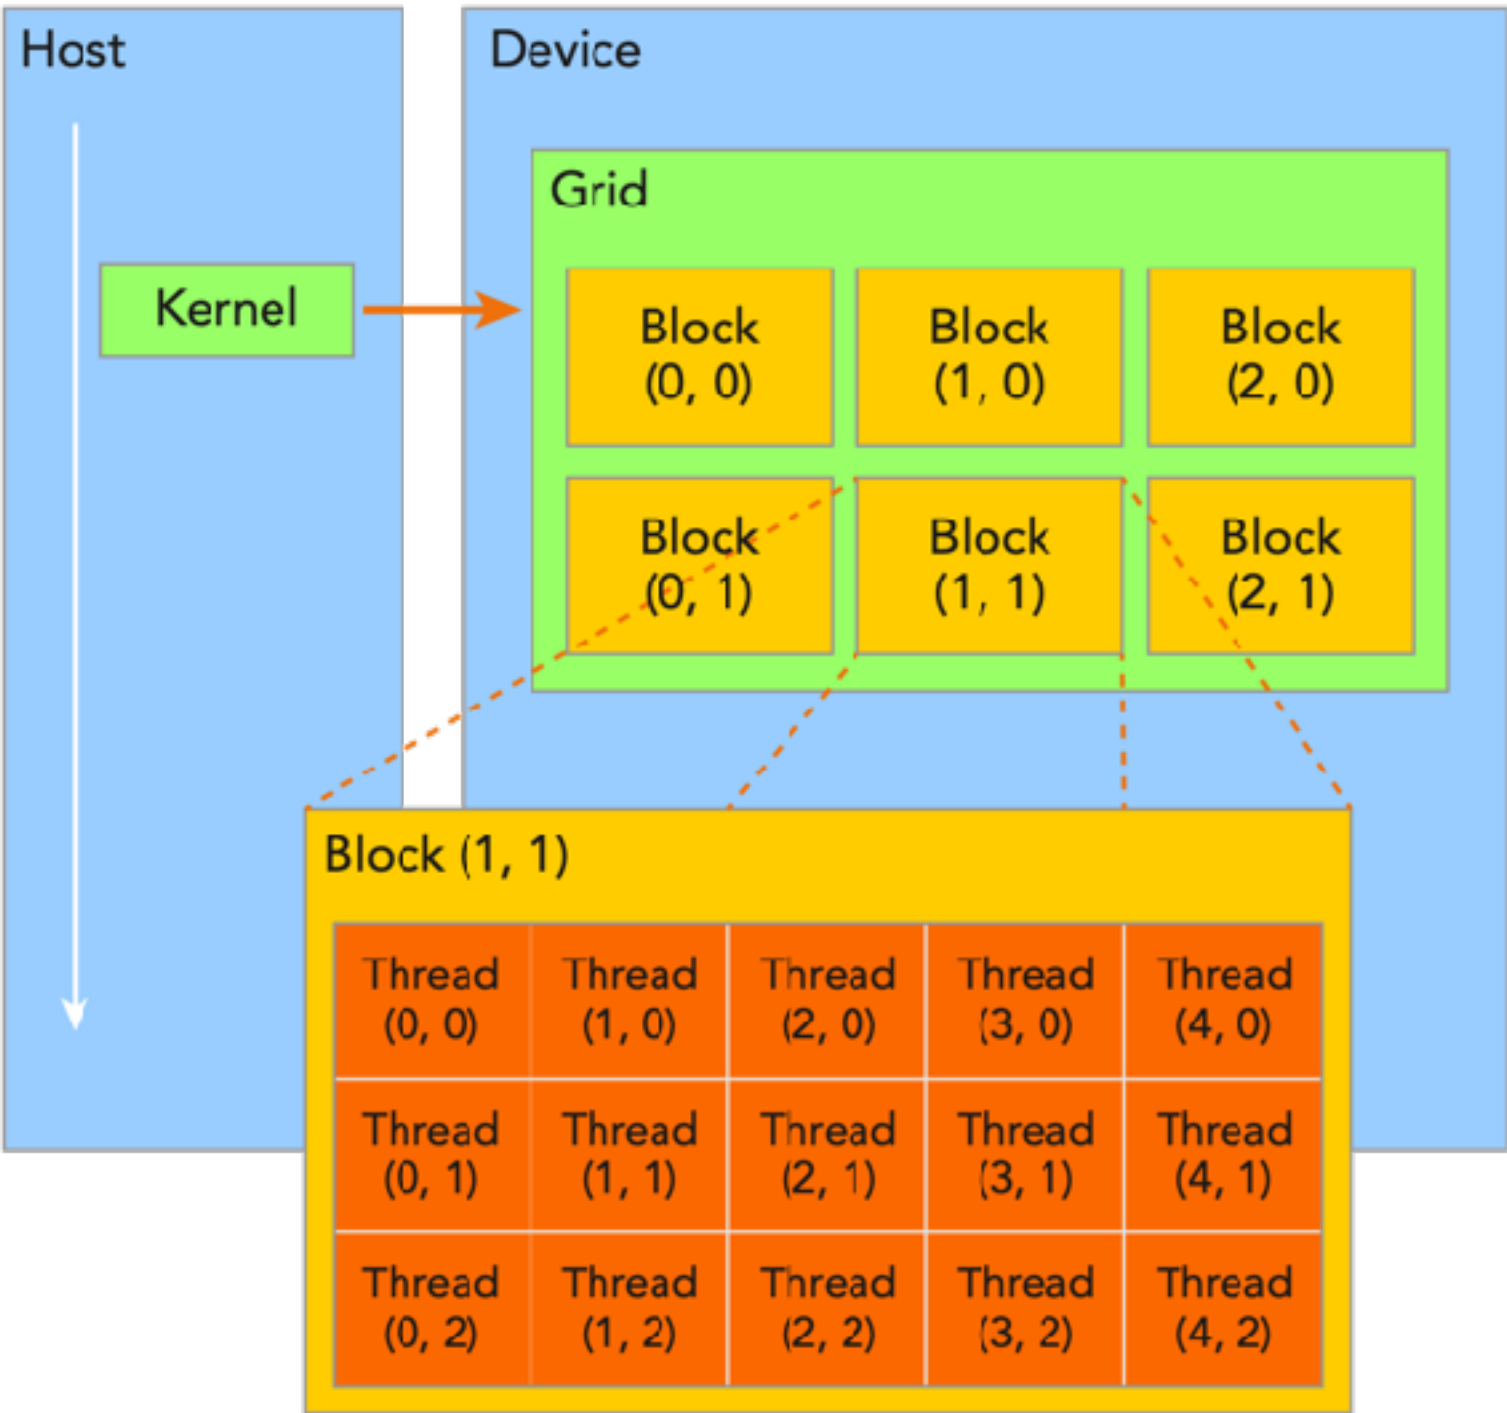 Host
Device
Grid
Kernel
Block
(0, 0)
Block
(1, 0)
Block
(2, 0)
Block
(0, 1)
Block
(1, 1)
Block
(2, 1)
Block (1, 1)
Thread
(0, 0)
Thread
(1, 0)
Thread
(2, 0)
Thread
(3, 0)
Thread
(4, 0)
Thread
(0, 1)
Thread
(1, 1)
Thread
(2, 1)
Thread
(3, 1)
Thread
(4, 1)
Thread
(0, 2)
Thread
(1, 2)
Thread
(2, 2)
Thread
(3, 2)
Thread
(4, 2)